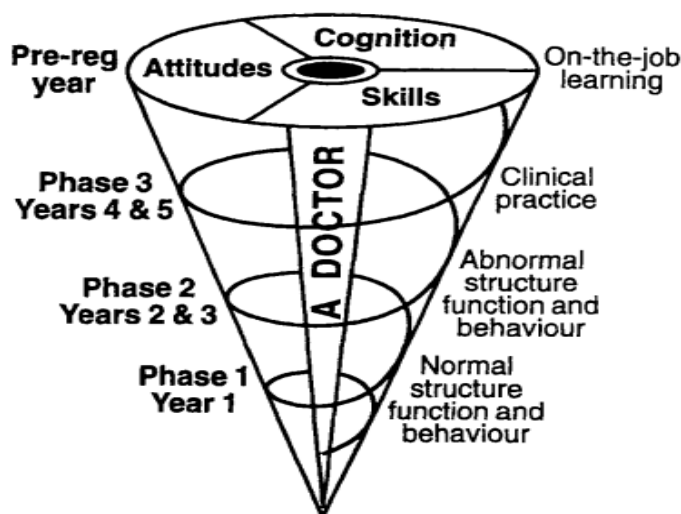 Pre-reg
year
Attitudes
Cognition
Skills
On-the-job
learning
A DOCTOR
Phase 3
Years 4 & 5
Clinical
practice
Phase 2
Years 2 & 3
Abnormal
structure
function and
behaviour
Phase 1
Year 1
Normal
structure
function and
behaviour